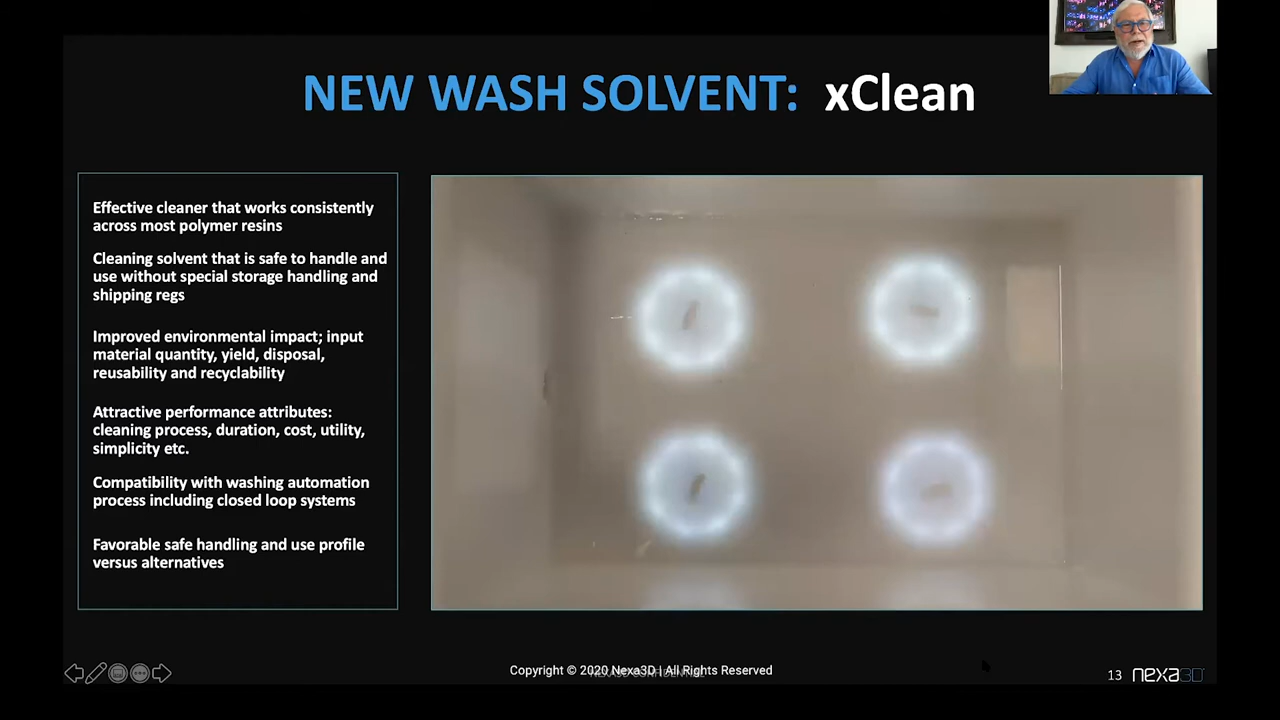 NEW WASH SOLVENT: xClean
Effective cleaner that works consistently
across most polymer resins
Cleaning solvent that is safe to handle and
use without special storage handling and
shipping regs
Improved environmental impact; input
material quantity, yield, disposal,
reusability and recyclability
Attractive performance attributes:
cleaning process, duration, cost, utility,
simplicity etc.
Compatibility with washing automation
process including closed loop systems
Favorable safe handling and use profile
versus alternatives
Copyright © 2020 Nexa3D | All Rights Reserved
NEXA3D CONFIDENTIAL
13 nexa3D